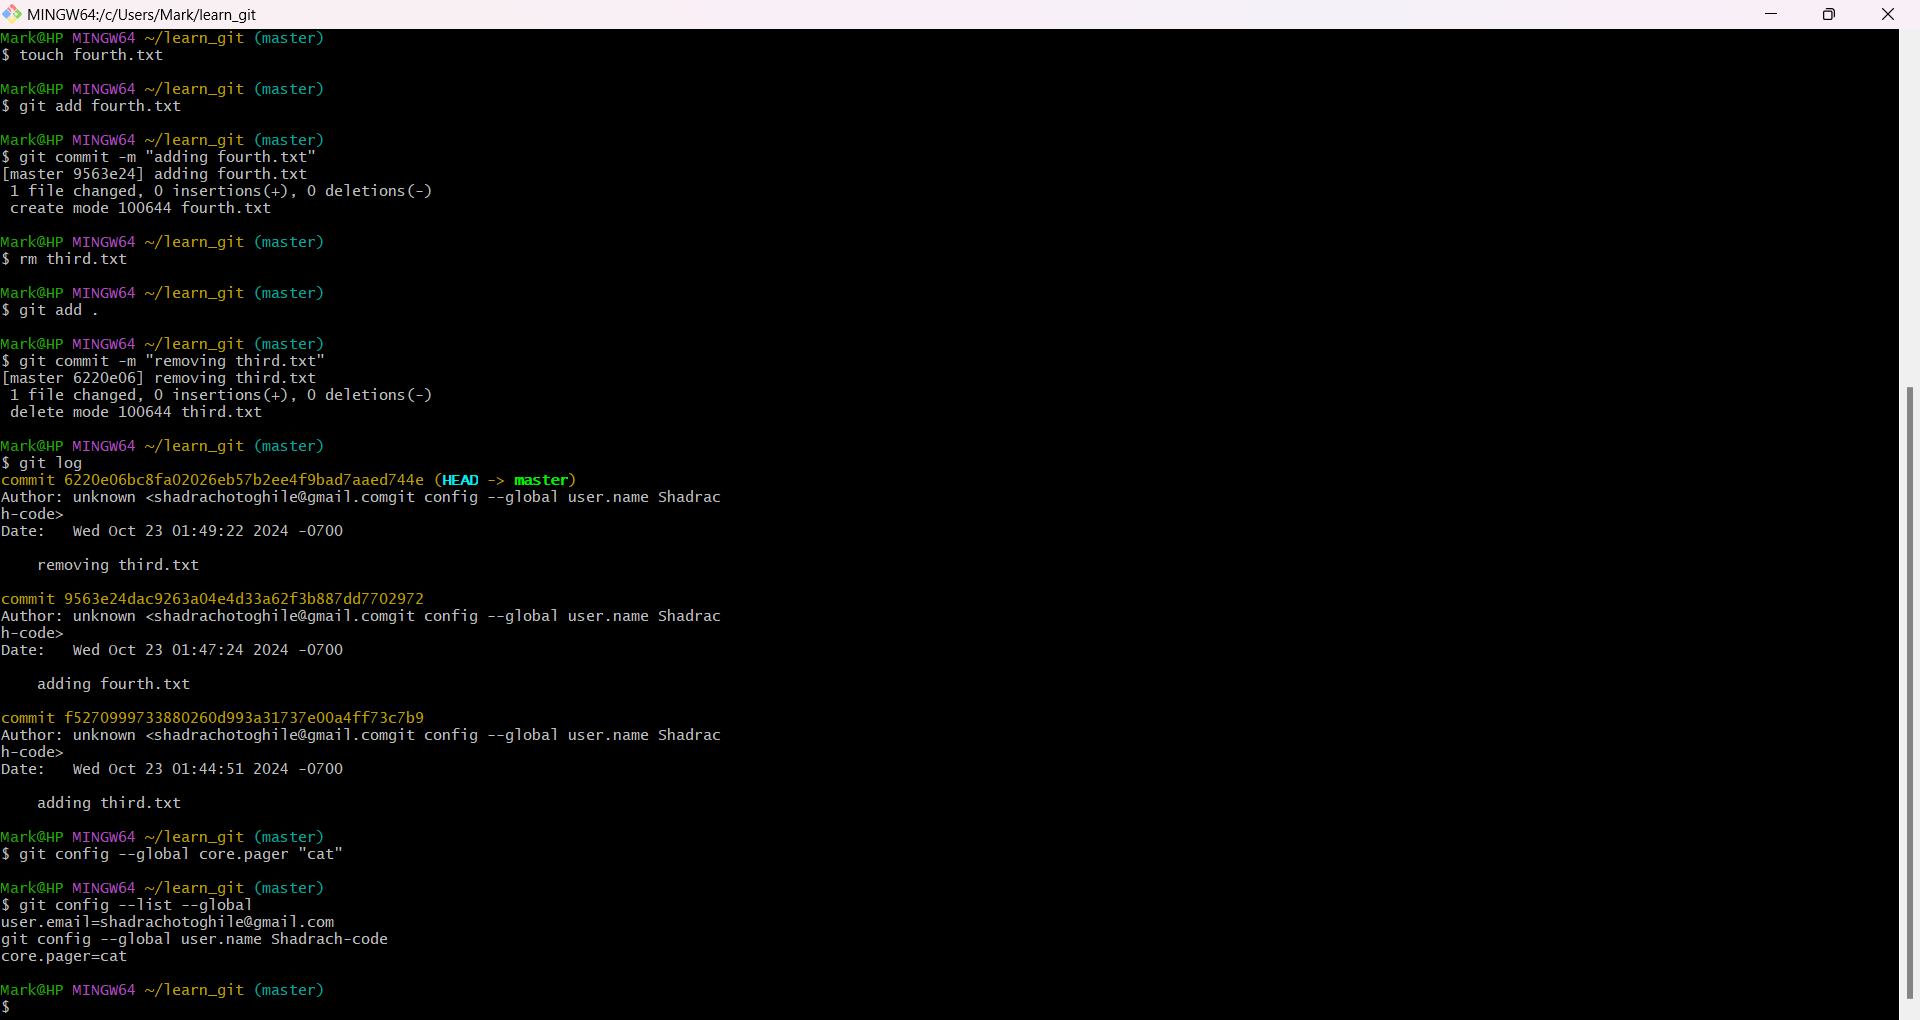 MINGW64:/c/Users/Mark/learn_git
Mark@HP MINGW64 ~/learn_git (master)
$ touch fourth.txt
Mark@HP MINGW64 ~/learn_git (master)
$ git add fourth.txt
Mark@HP MINGW64 ~/learn_git (master)
$ git commit -m "adding fourth.txt"
[master 9563e24] adding fourth.txt
 1 file changed, 0 insertions(+), 0 deletions(-)
 create mode 100644 fourth.txt
Mark@HP MINGW64 ~/learn_git (master)
$ rm third.txt
Mark@HP MINGW64 ~/learn_git (master)
$ git add .
Mark@HP MINGW64 ~/learn_git (master)
$ git commit -m "removing third.txt"
[master 6220e06] removing third.txt
 1 file changed, 0 insertions(+), 0 deletions(-)
 delete mode 100644 third.txt
Mark@HP MINGW64 ~/learn_git (master)
$ git log
commit 6220e06bc8fa02026eb57b2ee4f9bad7aaed744e (HEAD -> master)
Author: unknown <shadrachotoghile@gmail.comgit config --global user.name Shadrac
h-code>
Date:   Wed Oct 23 01:49:22 2024 -0700
    removing third.txt
commit 9563e24dac9263a04e4d33a62f3b887dd7702972
Author: unknown <shadrachotoghile@gmail.comgit config --global user.name Shadrac
h-code>
Date:   Wed Oct 23 01:47:24 2024 -0700
    adding fourth.txt
commit f5270999733880260d993a31737e00a4ff73c7b9
Author: unknown <shadrachotoghile@gmail.comgit config --global user.name Shadrac
h-code>
Date:   Wed Oct 23 01:44:51 2024 -0700
    adding third.txt
Mark@HP MINGW64 ~/learn_git (master)
$ git config --global core.pager "cat"
Mark@HP MINGW64 ~/learn_git (master)
$ git config --list --global
user.email=shadrachotoghile@gmail.com
git config --global user.name Shadrach-code
core.pager=cat
Mark@HP MINGW64 ~/learn_git (master)
$